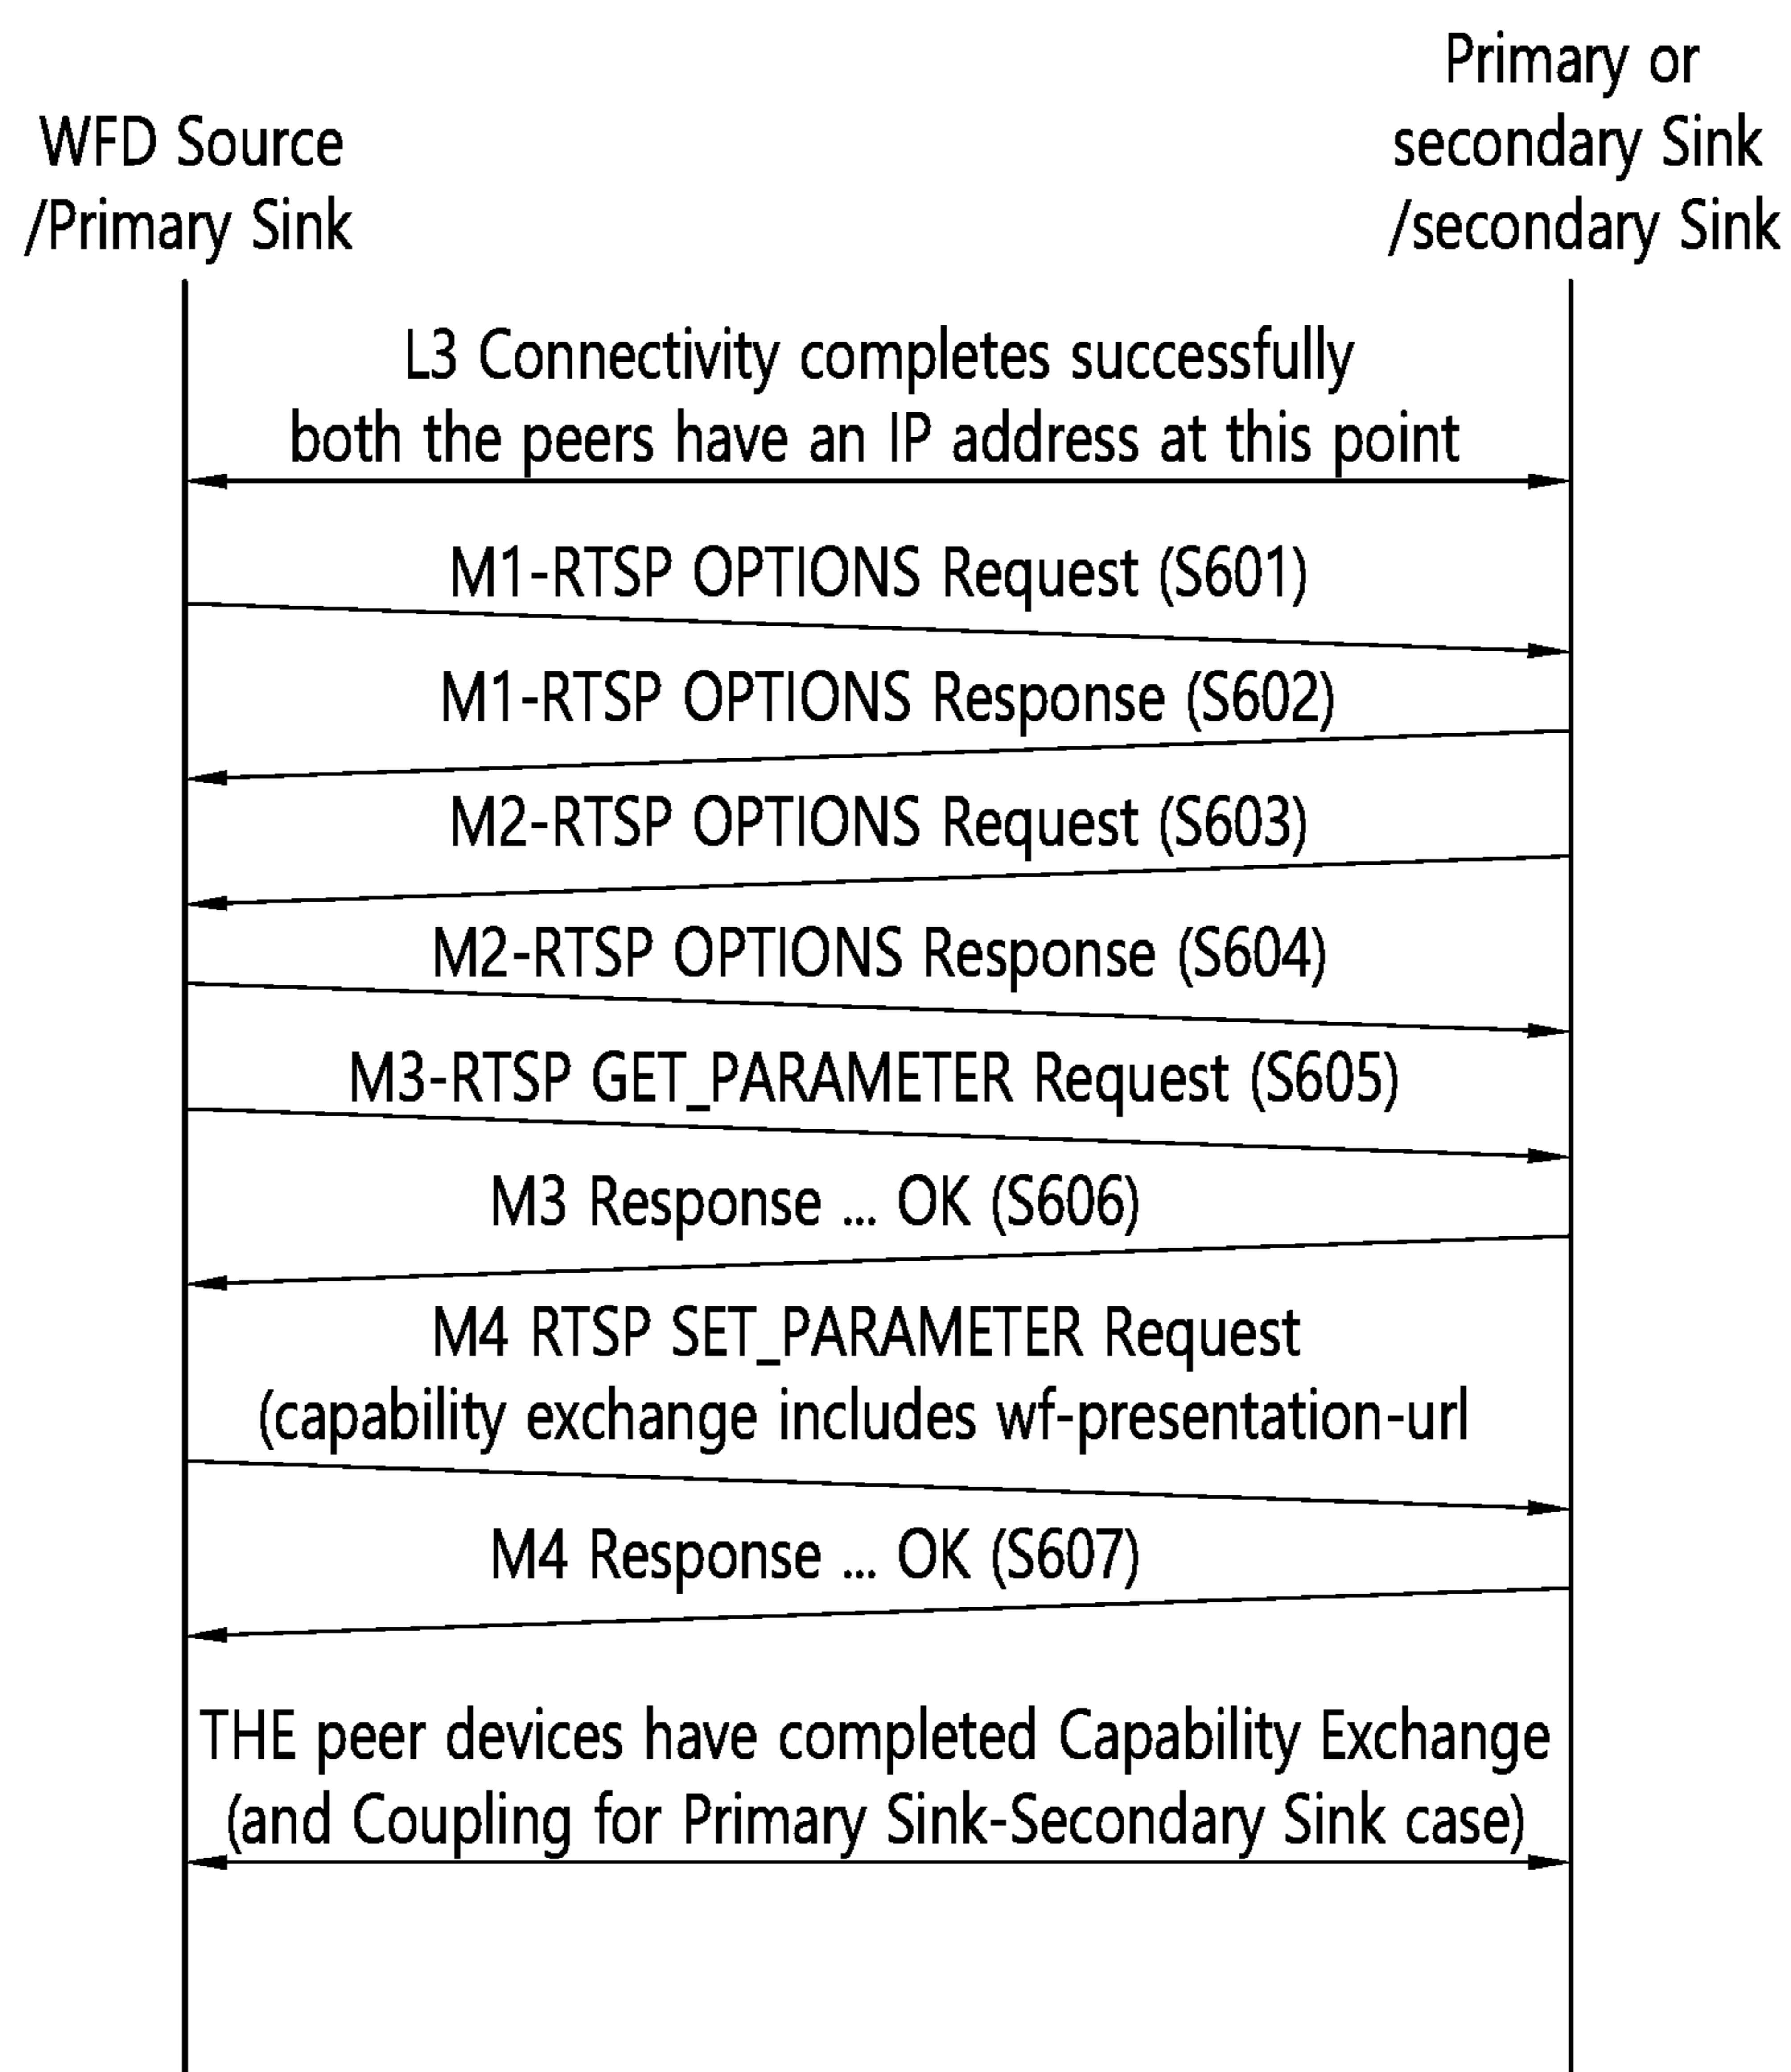 WFD Source
/Primary Sink
Primary or
secondary Sink
/secondary Sink
L3 Connectivity completes successfully
both the peers have an IP address at this point
M1-RTSP OPTIONS Request (S601)
M1-RTSP OPTIONS Response (S602)
M2-RTSP OPTIONS Request (S603)
M2-RTSP OPTIONS Response (S604)
M3-RTSP GET_PARAMETER Request (S605)
M3 Response ... OK (S606)
M4 RTSP SET_PARAMETER Request
(capability exchange includes wf-presentation-url
M4 Response ... OK (S607)
THE peer devices have completed Capability Exchange
(and Coupling for Primary Sink-Secondary Sink case)